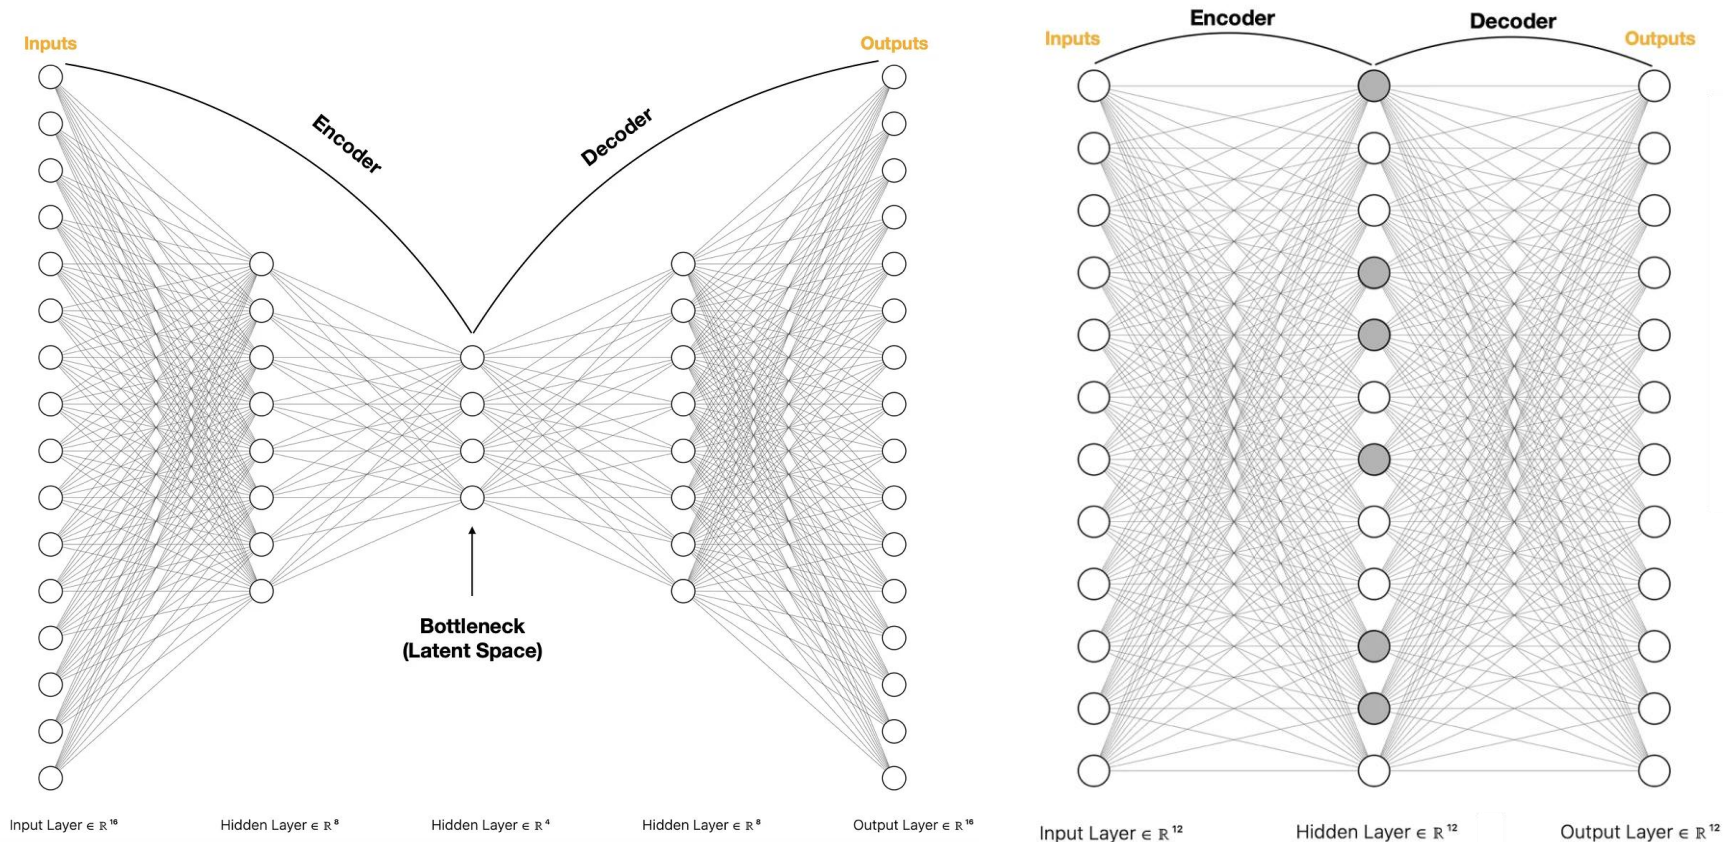 Inputs
Outputs
Encoder
Decoder
Bottleneck
(Latent Space)
Input Layer ∈ ℝ¹⁶
Hidden Layer ∈ ℝ⁸
Hidden Layer ∈ ℝ⁴
Hidden Layer ∈ ℝ⁸
Output Layer ∈ ℝ¹⁶
Encoder
Decoder
Inputs
Outputs
Input Layer ∈ ℝ¹²
Hidden Layer ∈ ℝ¹²
Output Layer ∈ ℝ¹²